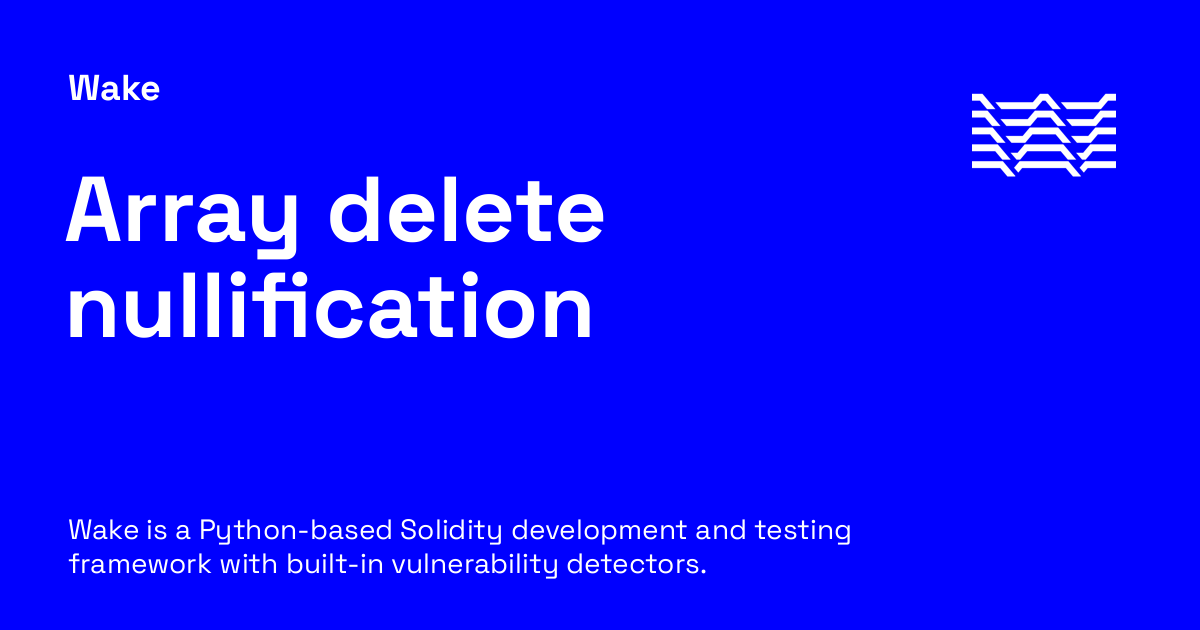 Wake
Array delete
nullification
Wake is a Python-based Solidity development and testing
framework with built-in vulnerability detectors.